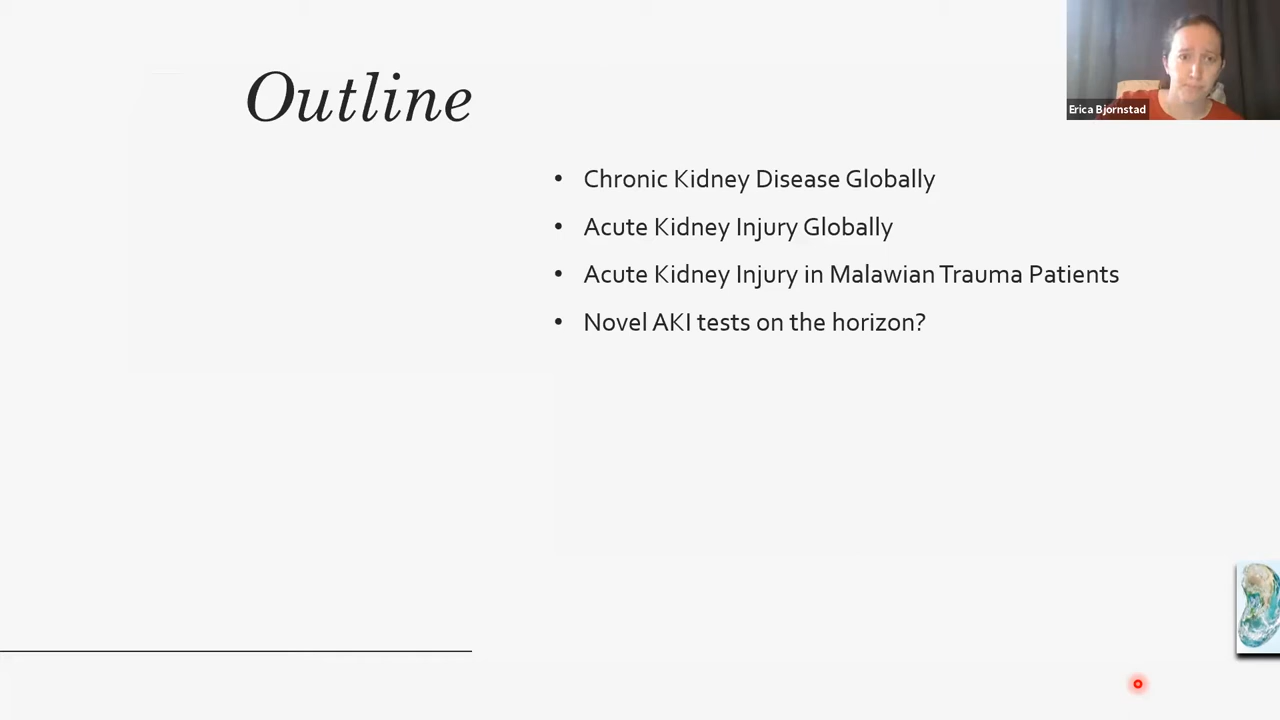 Outline
Erica Bjornstad
• Chronic Kidney Disease Globally
• Acute Kidney Injury Globally
• Acute Kidney Injury in Malawian Trauma Patients
• Novel AKI tests on the horizon?